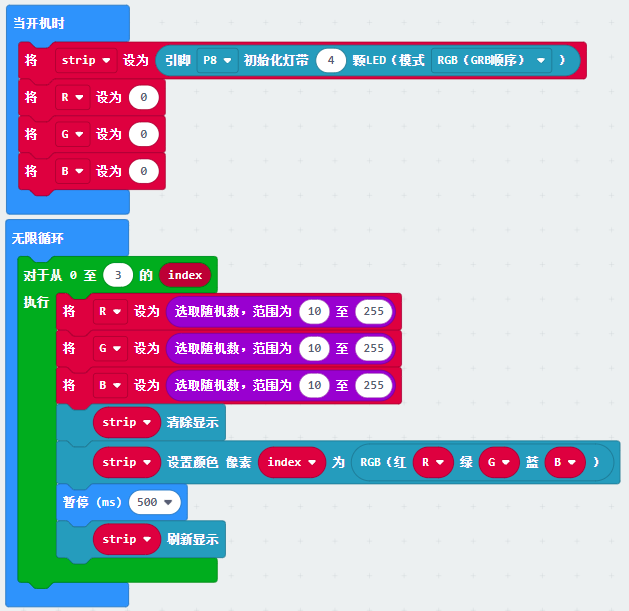 当开机时
将 strip 设为 引脚 P8 初始化灯带 4 颗LED（模式 RGB（GRB顺序） ）
将 R 设为 0
将 G 设为 0
将 B 设为 0
无限循环
对于从 0 至 3 的 index
执行
将 R 设为 选取随机数，范围为 10 至 255
将 G 设为 选取随机数，范围为 10 至 255
将 B 设为 选取随机数，范围为 10 至 255
strip 清除显示
strip 设置颜色 像素 index 为 RGB（红 R 绿 G 蓝 B ）
暂停（ms） 500
strip 刷新显示